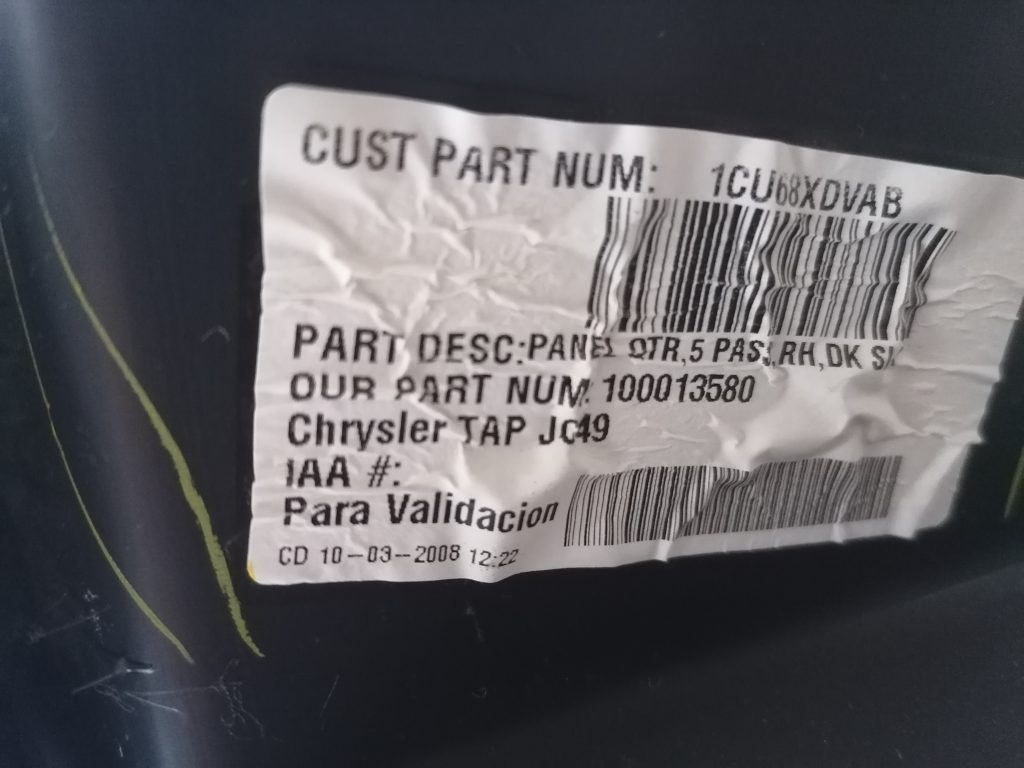 CUST PART NUM: 1CU68XDVAB
PART DESC:PANEL QTR,5 PASS,RH,DK
OUR PART NUM: 100013580
Chrysler TAP JC49
IAA #:
Para Validacion
CD 10-03-2008 12:22